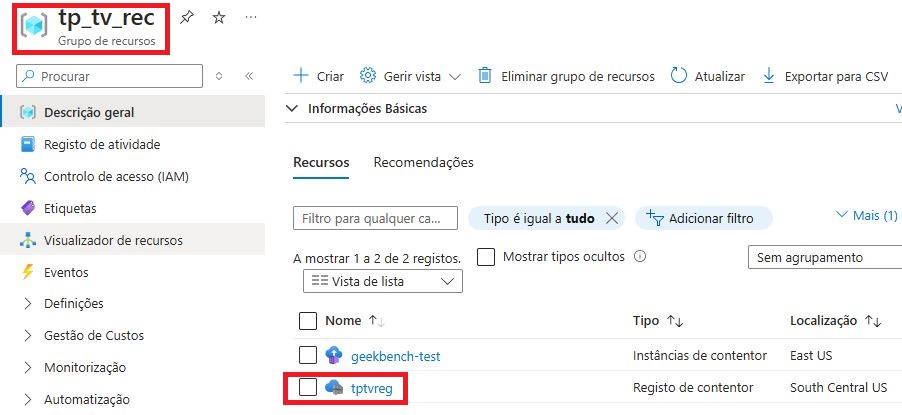 tp_tv_rec
Grupo de recursos
Procurar
Criar Gerir vista Eliminar grupo de recursos Atualizar Exportar para CSV
Informações Básicas V
Descrição geral
Registo de atividade
Controlo de acesso (IAM)
Etiquetas
Visualizador de recursos
Eventos
Definições
Gestão de Custos
Monitorização
Automatização
Recursos Recomendações
Filtro para qualquer ca... Tipo é igual a tudo Adicionar filtro Mais (1)
A mostrar 1 a 2 de 2 registos. Mostrar tipos ocultos Sem agrupamento
Vista de lista
Nome Tipo Localização
geekbench-test Instâncias de contentor East US
tptvreg Registo de contentor South Central US